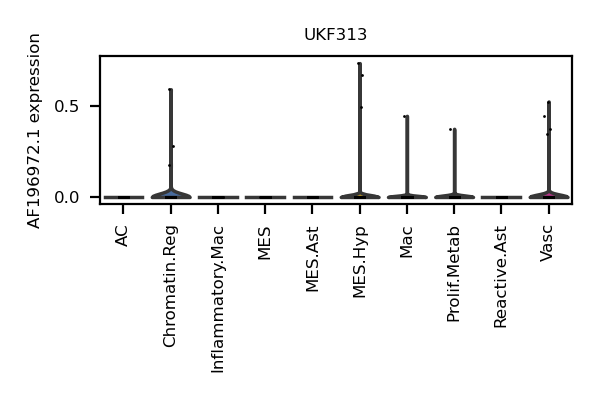 UKF313
AF196972.1 expression
0.5
0.0
AC
Chromatin.Reg
Inflammatory.Mac
MES
MES.Ast
MES.Hyp
Mac
Prolif.Metab
Reactive.Ast
Vasc